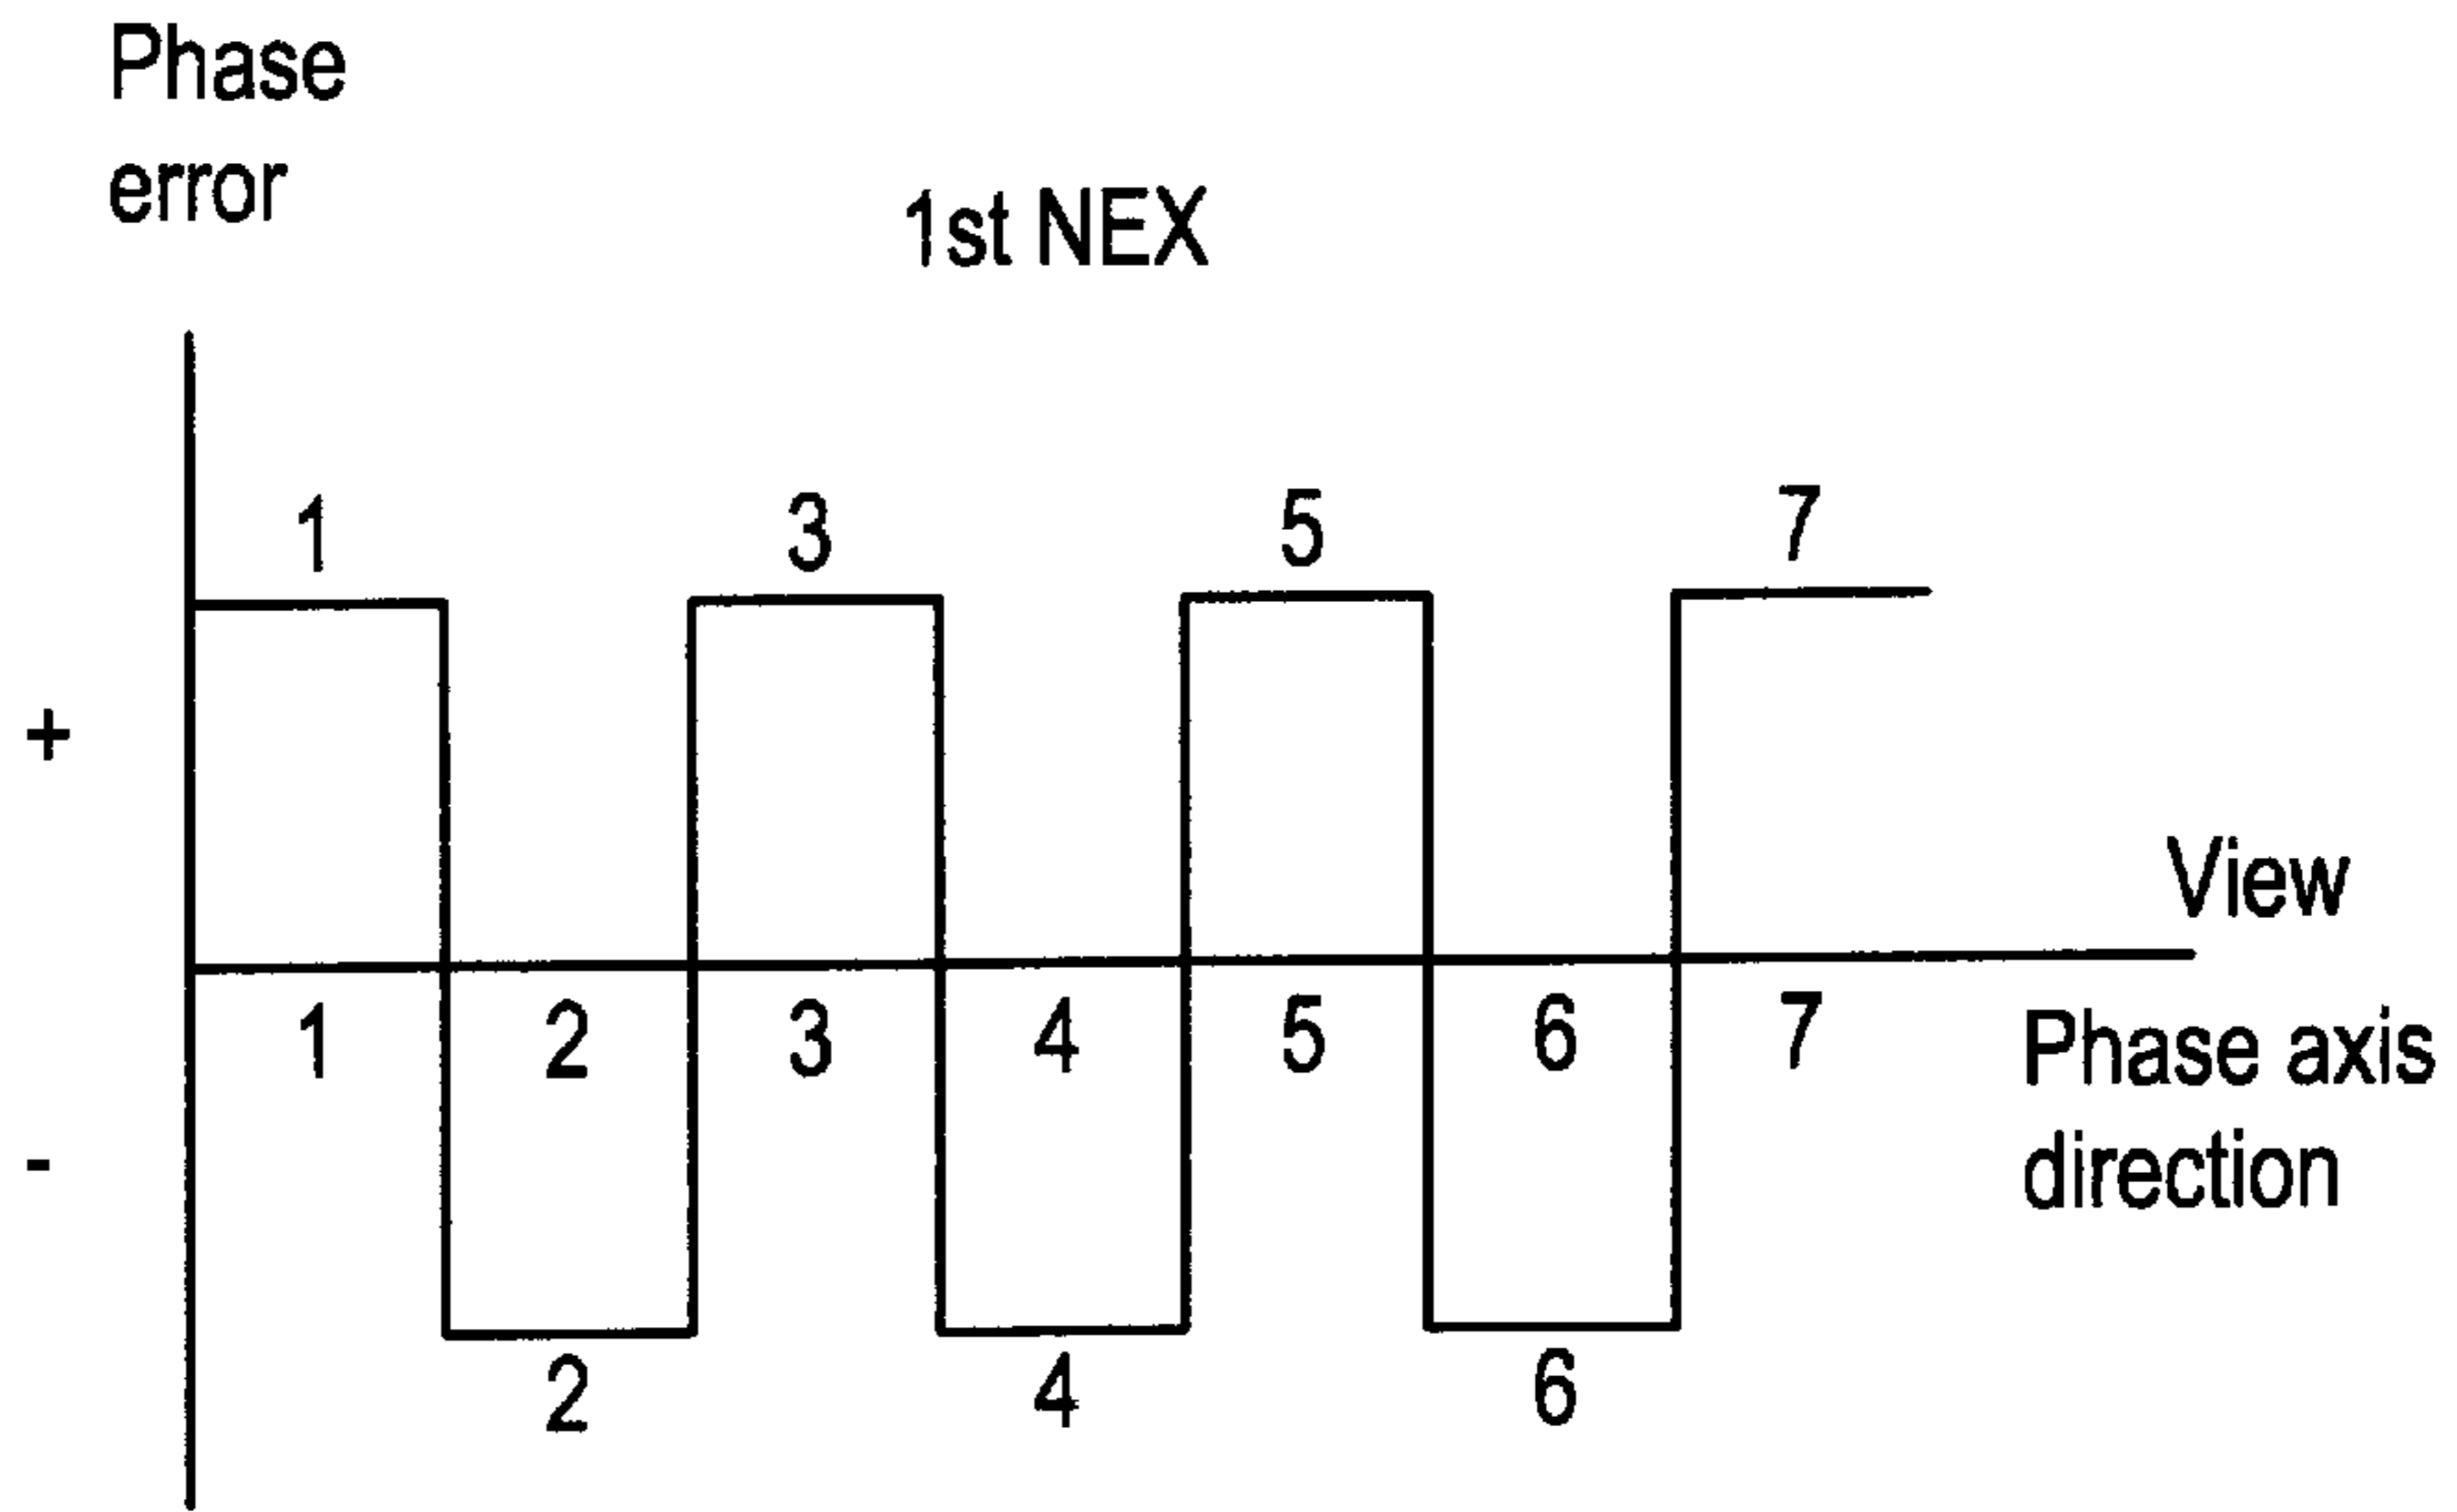 Phase
error
1st NEX
1 3 5 7
+
View
1 2 3 4 5 6 7
Phase axis
direction
-
2 4 6